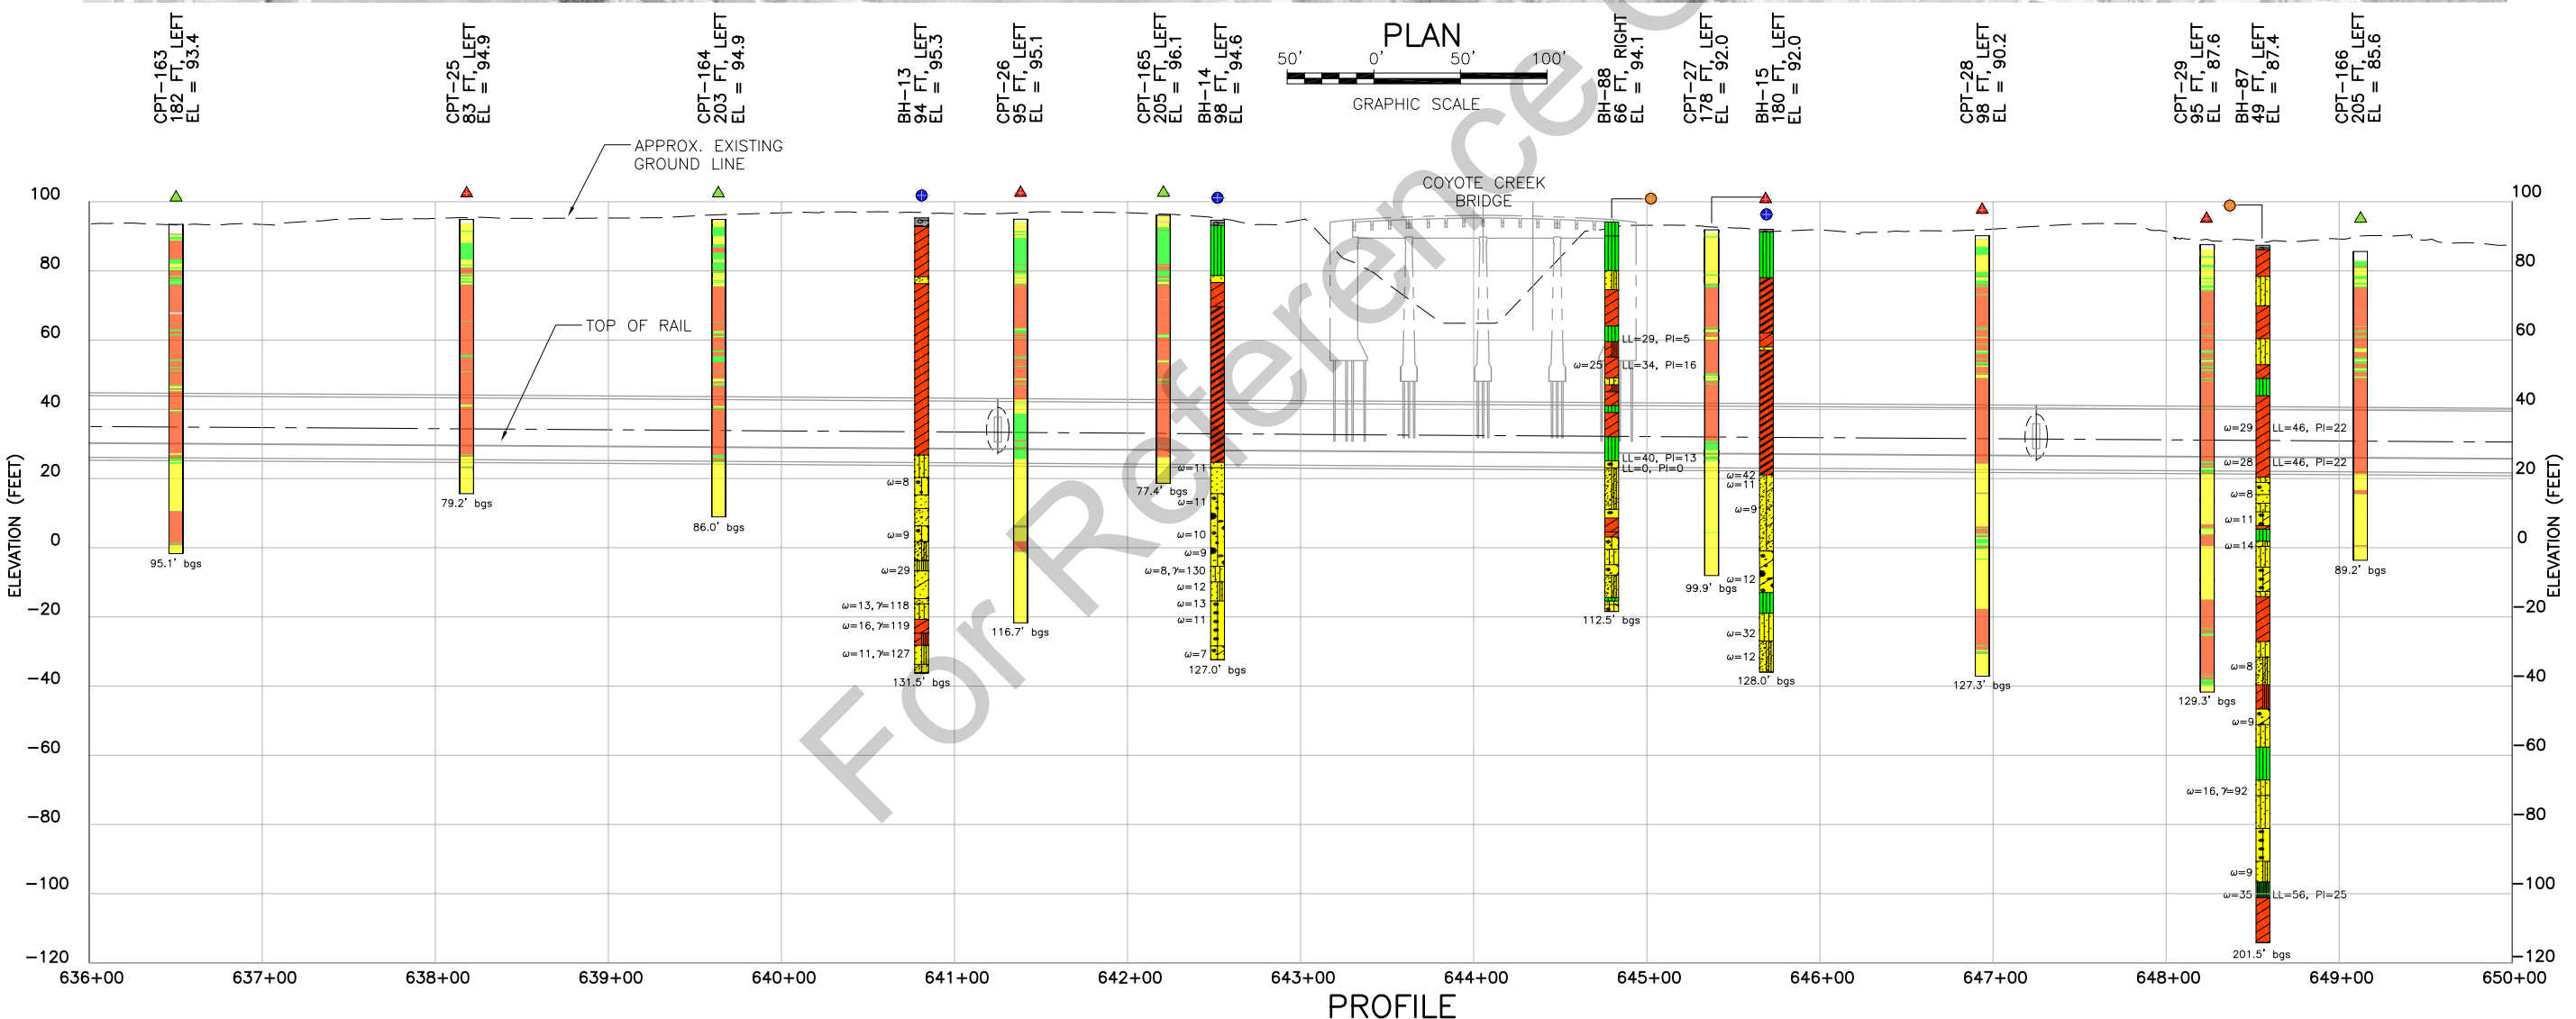 CPT-163
182 FT, LEFT
EL = 93.4
CPT-25
83 FT, LEFT
EL = 94.9
CPT-164
203 FT, LEFT
EL = 94.9
BH-13
94 FT, LEFT
EL = 95.3
CPT-26
95 FT, LEFT
EL = 95.1
CPT-165
205 FT, LEFT
EL = 96.1
BH-14
98 FT, LEFT
EL = 94.6
PLAN
50' 0' 50' 100'
GRAPHIC SCALE
BH-88
66 FT, RIGHT
EL = 94.1
CPT-27
178 FT, LEFT
EL = 92.0
BH-15
180 FT, LEFT
EL = 92.0
CPT-28
98 FT, LEFT
EL = 90.2
CPT-29
95 FT, LEFT
EL = 87.6
BH-87
49 FT, LEFT
EL = 87.4
CPT-166
205 FT, LEFT
EL = 85.6
APPROX. EXISTING
GROUND LINE
TOP OF RAIL
COYOTE CREEK
BRIDGE
ELEVATION (FEET)
100
80
60
40
20
0
-20
-40
-60
-80
-100
-120
95.1' bgs
79.2' bgs
86.0' bgs
ω=8
ω=9
ω=29
ω=13,γ=118
ω=16,γ=119
ω=11,γ=127
131.5' bgs
116.7' bgs
77.4' bgs
ω=11
ω=11
ω=10
ω=9
ω=8,γ=130
ω=12
ω=13
ω=11
ω=7
127.0' bgs
LL=29, PI=5
ω=25
LL=34, PI=16
LL=40, PI=13
LL=0, PI=0
112.5' bgs
99.9' bgs
ω=42
ω=11
ω=9
ω=12
ω=32
ω=12
128.0' bgs
127.3' bgs
129.3' bgs
ω=29
LL=46, PI=22
ω=28
LL=46, PI=22
ω=8
ω=11
ω=14
ω=8
ω=9
ω=16,γ=92
ω=9
ω=35
LL=56, PI=25
201.5' bgs
89.2' bgs
100
80
60
40
20
0
-20
-40
-60
-80
-100
-120
ELEVATION (FEET)
636+00 637+00 638+00 639+00 640+00 641+00 642+00 643+00 644+00 645+00 646+00 647+00 648+00 649+00 650+00
PROFILE
For Reference